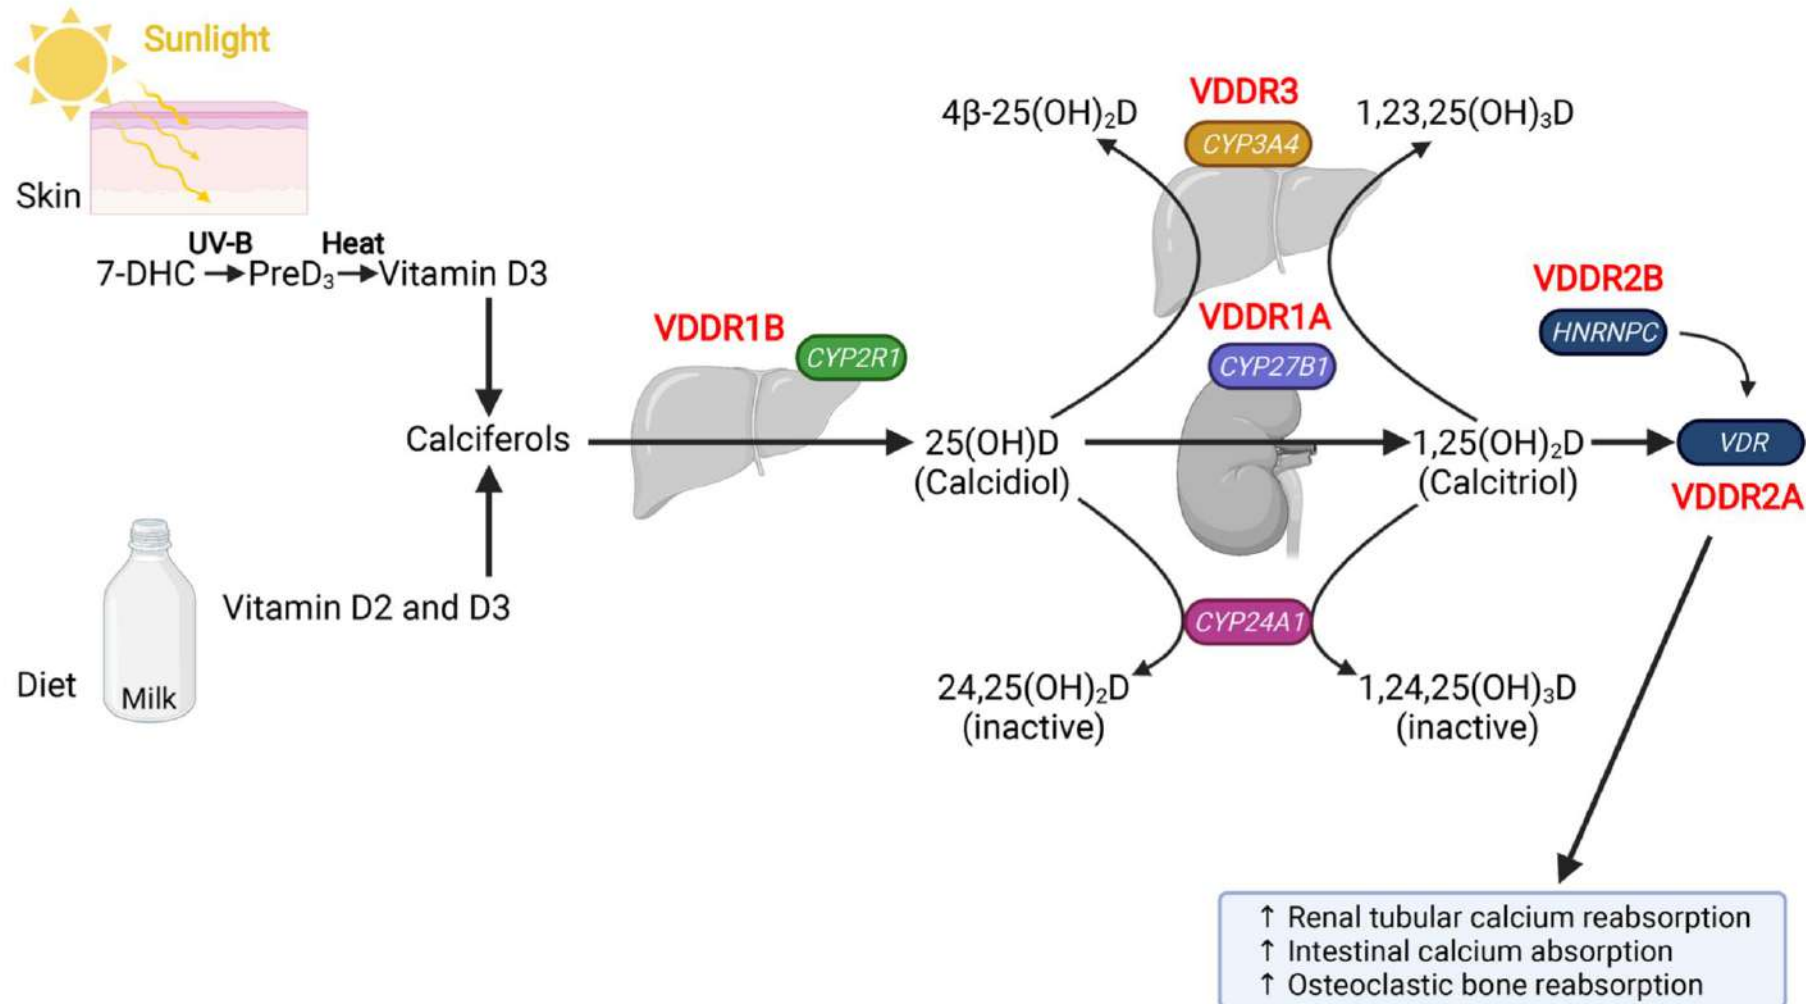 Sunlight
Skin
UV-B Heat
7-DHC → PreD₃ → Vitamin D3
Calciferols
Vitamin D2 and D3
Diet
Milk
VDDR1B
CYP2R1
25(OH)D
(Calcidiol)
VDDR3
CYP3A4
4β-25(OH)₂D
1,23,25(OH)₃D
VDDR1A
CYP27B1
1,25(OH)₂D
(Calcitriol)
VDDR2B
HNRNPC
VDR
VDDR2A
CYP24A1
24,25(OH)₂D
(inactive)
1,24,25(OH)₃D
(inactive)
↑ Renal tubular calcium reabsorption
↑ Intestinal calcium absorption
↑ Osteoclastic bone reabsorption